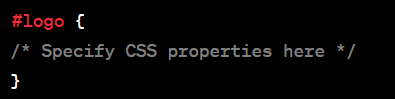 #logo {
/* Specify CSS properties here */
}